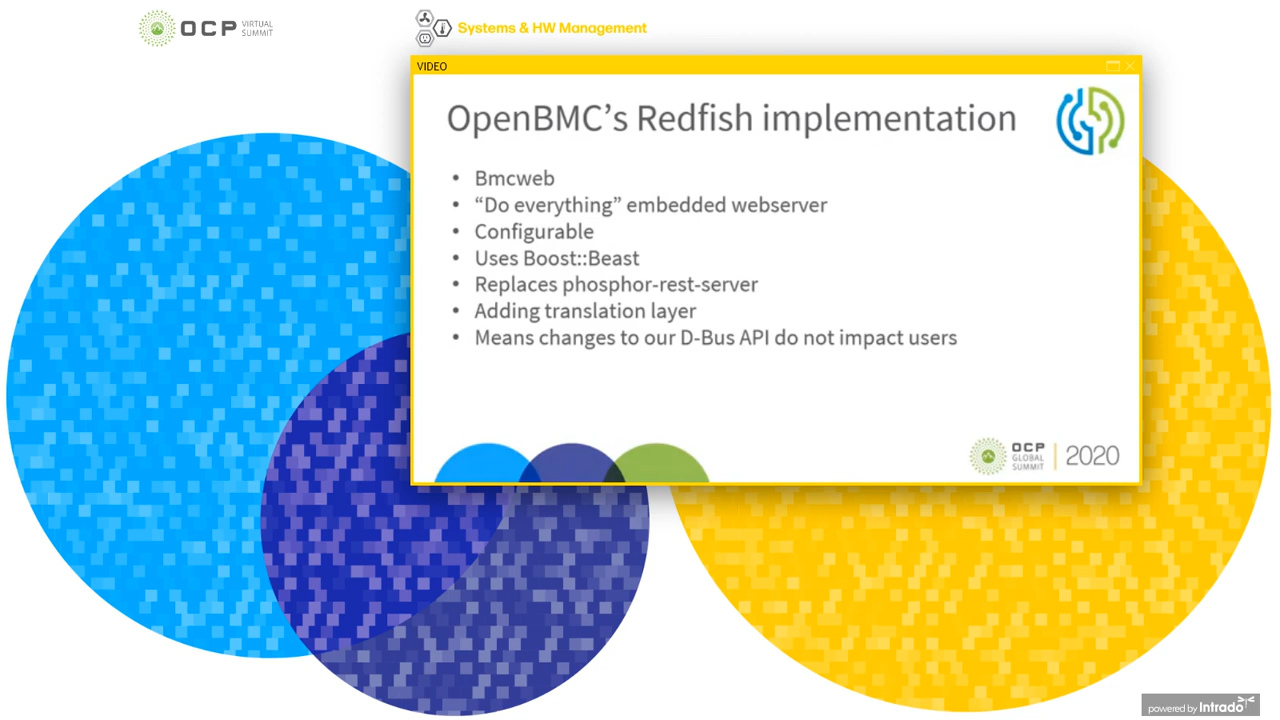 OCP VIRTUAL SUMMIT
Systems & HW Management
VIDEO
OpenBMC's Redfish implementation
• Bmcweb
• “Do everything” embedded webserver
• Configurable
• Uses Boost::Beast
• Replaces phosphor-rest-server
• Adding translation layer
• Means changes to our D-Bus API do not impact users
OCP GLOBAL SUMMIT | 2020
powered by Intrado